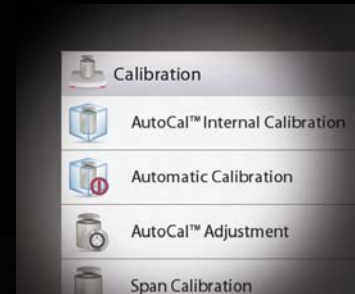 Calibration
AutoCal™ Internal Calibration
Automatic Calibration
AutoCal™ Adjustment
Span Calibration